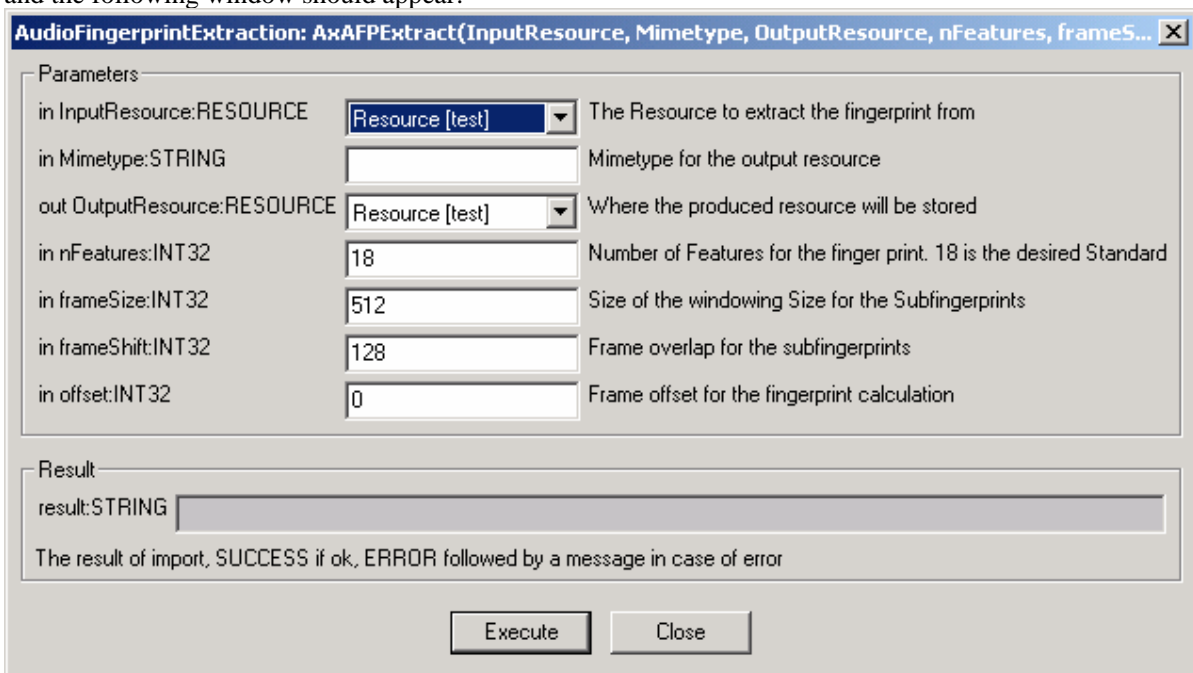 and the following window should appear:
AudioFingerprintExtraction: AxAFPExtract(InputResource, Mimetype, OutputResource, nFeatures, frameS...
Parameters
in InputResource:RESOURCE Resource [test] The Resource to extract the fingerprint from
in Mimetype:STRING Mimetype for the output resource
out OutputResource:RESOURCE Resource [test] Where the produced resource will be stored
in nFeatures:INT32 18 Number of Features for the finger print. 18 is the desired Standard
in frameSize:INT32 512 Size of the windowing Size for the Subfingerprints
in frameShift:INT32 128 Frame overlap for the subfingerprints
in offset:INT32 0 Frame offset for the fingerprint calculation
Result
result:STRING
The result of import, SUCCESS if ok, ERROR followed by a message in case of error
Execute Close